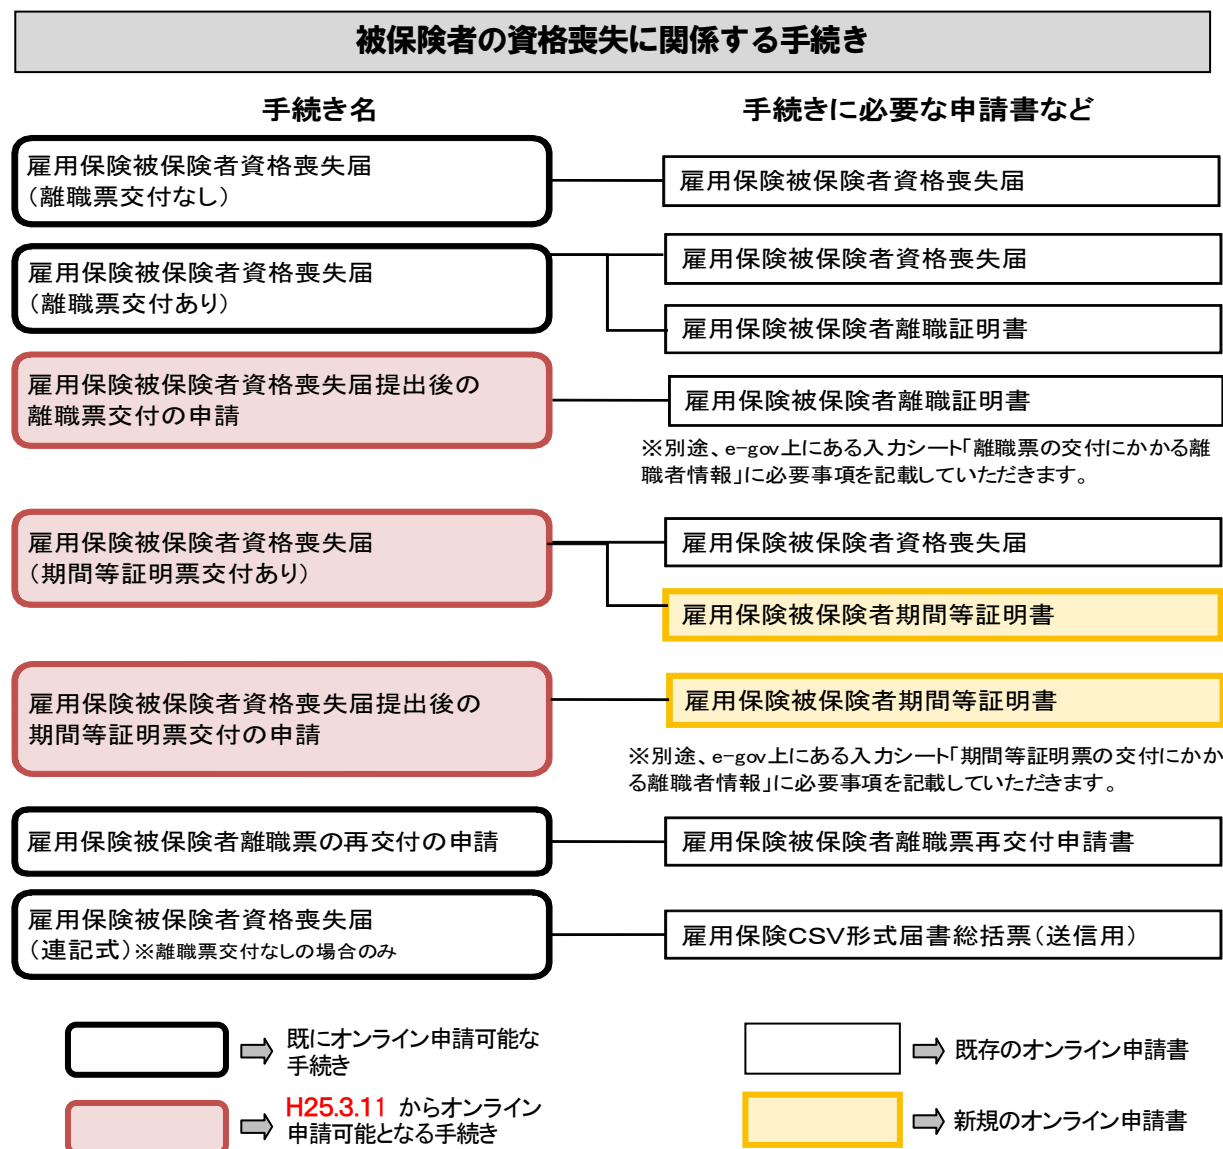 被保険者の資格喪失に関係する手続き
手続き名
手続きに必要な申請書など
雇用保険被保険者資格喪失届
（離職票交付なし）
雇用保険被保険者資格喪失届
雇用保険被保険者資格喪失届
（離職票交付あり）
雇用保険被保険者資格喪失届
雇用保険被保険者離職証明書
雇用保険被保険者資格喪失届提出後の
離職票交付の申請
雇用保険被保険者離職証明書
※別途、e-gov上にある入力シート「離職票の交付にかかる離
職者情報」に必要事項を記載していただきます。
雇用保険被保険者資格喪失届
（期間等証明票交付あり）
雇用保険被保険者資格喪失届
雇用保険被保険者期間等証明書
雇用保険被保険者資格喪失届提出後の
期間等証明票交付の申請
雇用保険被保険者期間等証明書
※別途、e-gov上にある入力シート「期間等証明票の交付にかか
る離職者情報」に必要事項を記載していただきます。
雇用保険被保険者離職票の再交付の申請
雇用保険被保険者離職票再交付申請書
雇用保険被保険者資格喪失届
（連記式）※離職票交付なしの場合のみ
雇用保険CSV形式届書総括票（送信用）
既にオンライン申請可能な
手続き
既存のオンライン申請書
H25.3.11 からオンライン
申請可能となる手続き
新規のオンライン申請書